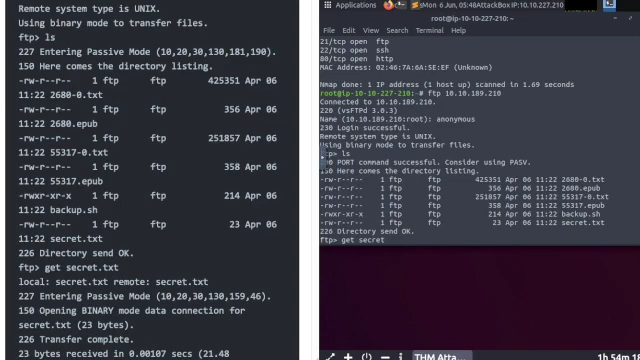 Remote system type is UNIX.
Using binary mode to transfer files.
ftp> ls
227 Entering Passive Mode (10,20,30,130,181,190).
150 Here comes the directory listing.
-rw-r--r-- 1 ftp ftp 425351 Apr 06
11:22 2680-0.txt
-rw-r--r-- 1 ftp ftp 356 Apr 06
11:22 2680.epub
-rw-r--r-- 1 ftp ftp 251857 Apr 06
11:22 55317-0.txt
-rw-r--r-- 1 ftp ftp 358 Apr 06
11:22 55317.epub
-rwxr-xr-x 1 ftp ftp 214 Apr 06
11:22 backup.sh
-rw-r--r-- 1 ftp ftp 23 Apr 06
11:22 secret.txt
226 Directory send OK.
ftp> get secret.txt
local: secret.txt remote: secret.txt
227 Entering Passive Mode (10,20,30,130,159,46).
150 Opening BINARY mode data connection for
secret.txt (23 bytes).
226 Transfer complete.
23 bytes received in 0.00107 secs (21.48
Applications Mon 6 Jun, 05:48 AttackBox IP:10.10.227.210
root@ip-10-10-227-210: ~
File Edit View Search Terminal Help
21/tcp open ftp
22/tcp open ssh
80/tcp open http
MAC Address: 02:46:7A:6A:5E:EF (Unknown)
Nmap done: 1 IP address (1 host up) scanned in 1.69 seconds
root@ip-10-10-227-210:~# ftp 10.10.189.210
Connected to 10.10.189.210.
220 (vsFTPd 3.0.3)
Name (10.10.189.210:root): anonymous
230 Login successful.
Remote system type is UNIX.
Using binary mode to transfer files.
> ls
PORT command successful. Consider using PASV.
150 Here comes the directory listing.
-rw-r--r-- 1 ftp ftp 425351 Apr 06 11:22 2680-0.txt
-rw-r--r-- 1 ftp ftp 356 Apr 06 11:22 2680.epub
-rw-r--r-- 1 ftp ftp 251857 Apr 06 11:22 55317-0.txt
-rw-r--r-- 1 ftp ftp 358 Apr 06 11:22 55317.epub
-rwxr-xr-x 1 ftp ftp 214 Apr 06 11:22 backup.sh
-rw-r--r-- 1 ftp ftp 23 Apr 06 11:22 secret.txt
226 Directory send OK.
ftp> get secret
THM Atta...
1h 54m 18